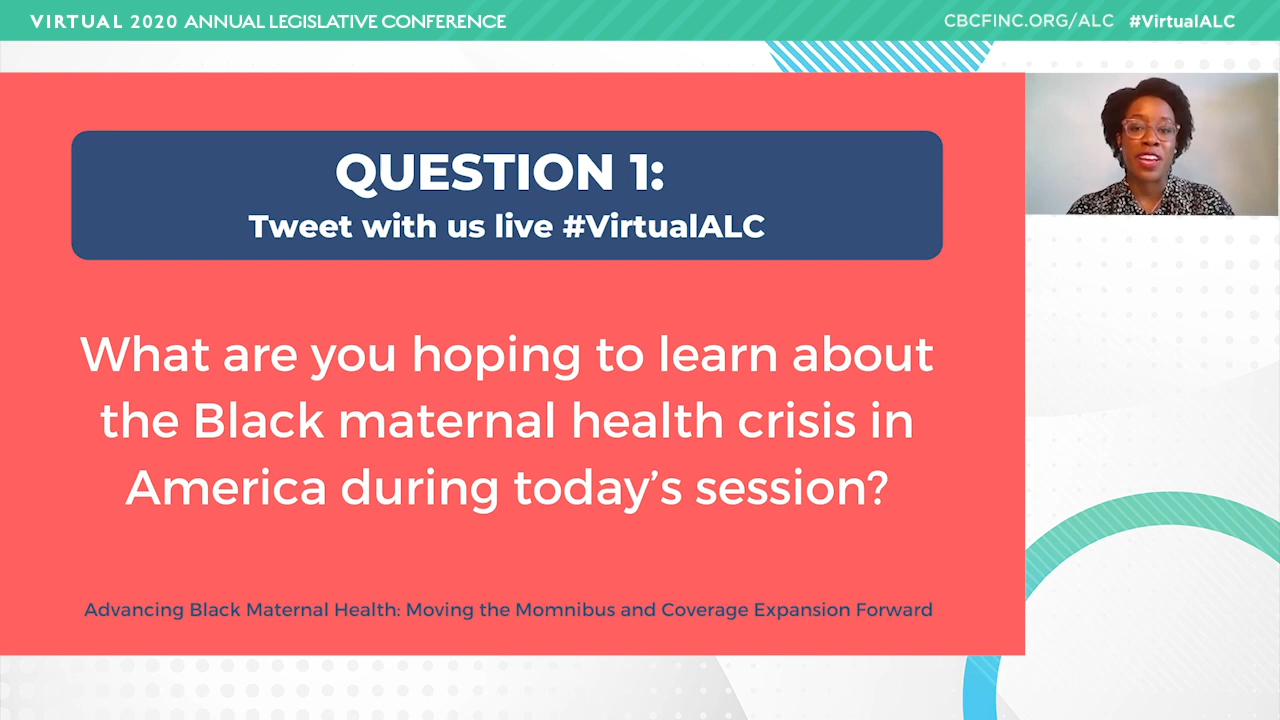 VIRTUAL 2020 ANNUAL LEGISLATIVE CONFERENCE
CBCFINC.ORG/ALC #VirtualALC
QUESTION 1:
Tweet with us live #VirtualALC
What are you hoping to learn about
the Black maternal health crisis in
America during today’s session?
Advancing Black Maternal Health: Moving the Momnibus and Coverage Expansion Forward